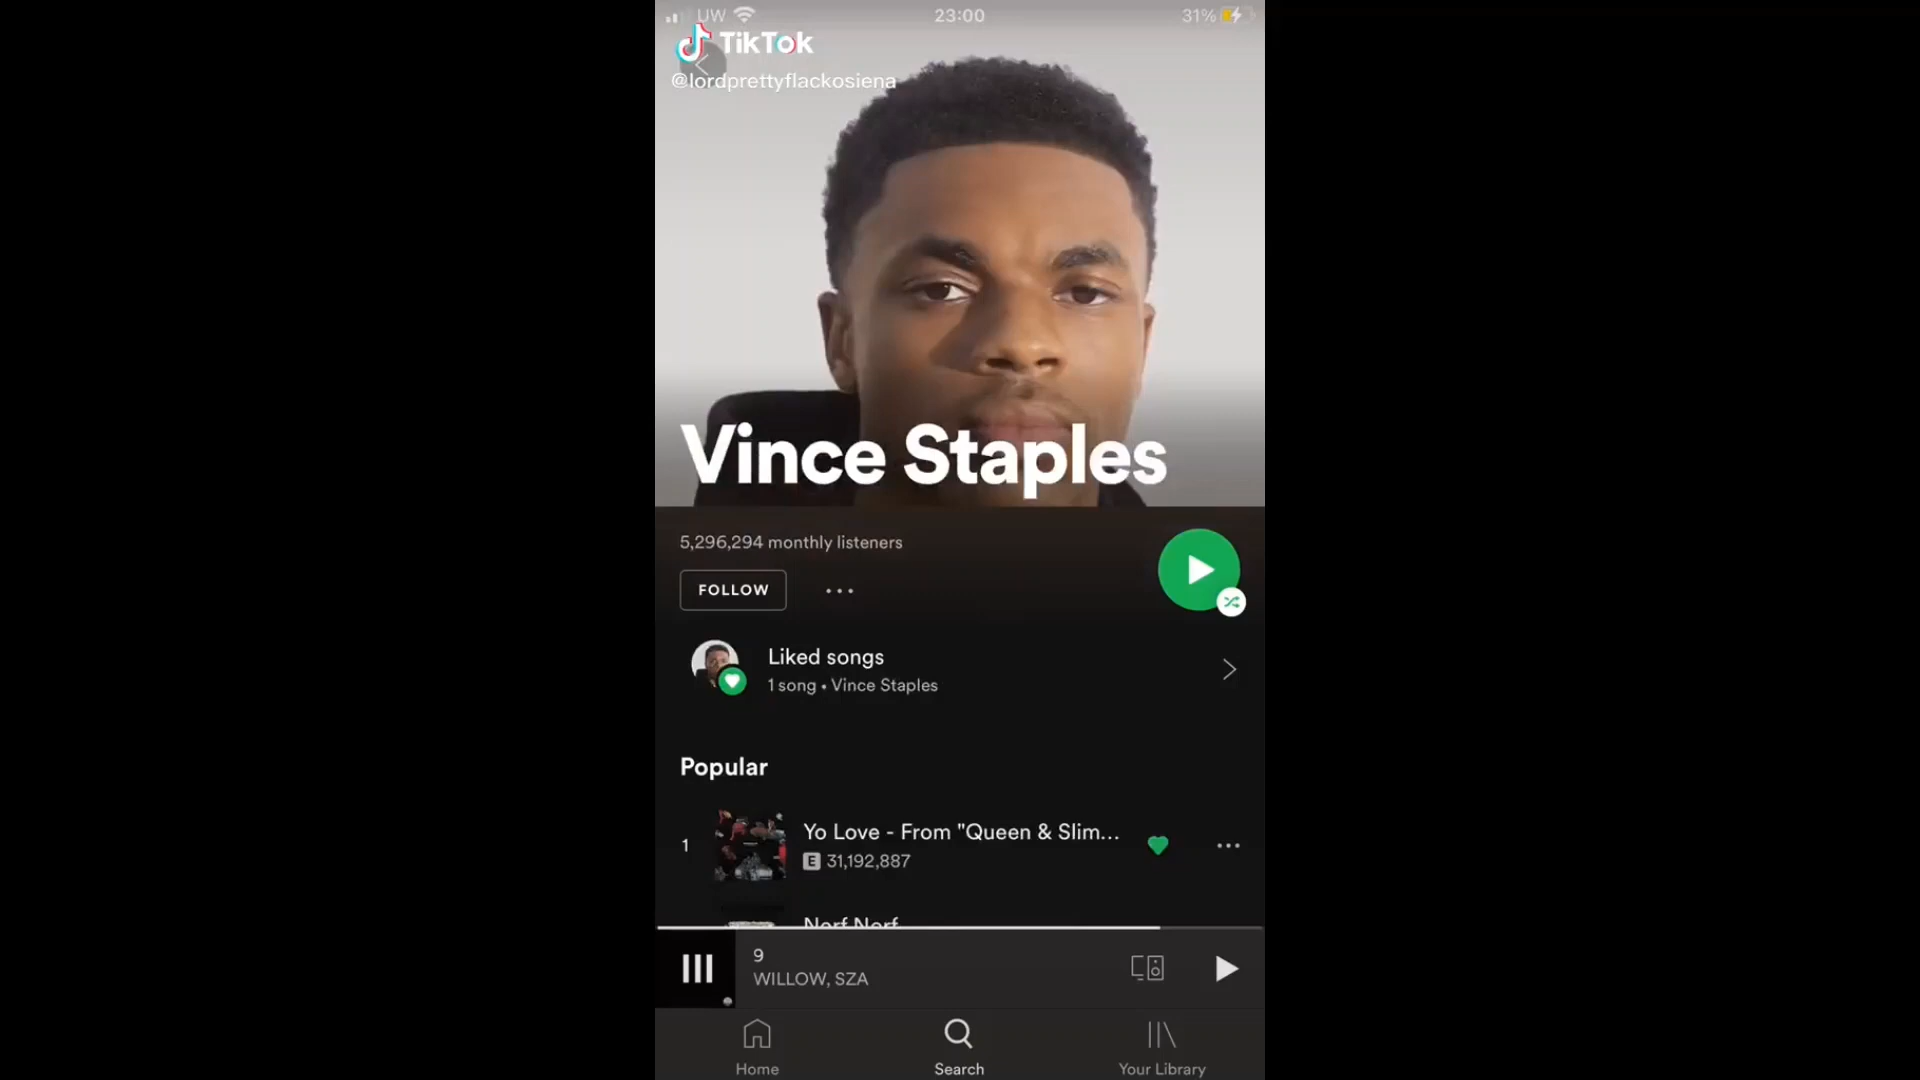 UW
23:00
31%
TikTok
@lordprettyflackosiena
Vince Staples
5,296,294 monthly listeners
FOLLOW
Liked songs
1 song • Vince Staples
Popular
1
Yo Love - From "Queen & Slim...
E 31,192,887
Norf Norf
9
WILLOW, SZA
Home
Search
Your Library